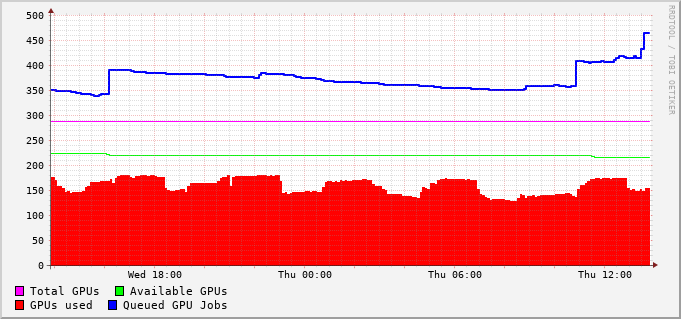 500
450
400
350
300
250
200
150
100
50
0
Wed 18:00 Thu 00:00 Thu 06:00 Thu 12:00
Total GPUs Available GPUs
GPUs used Queued GPU Jobs
RRDTOOL / TOBI OETIKER